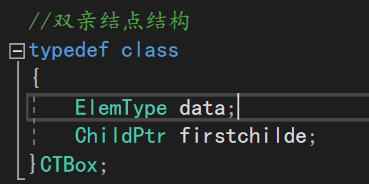 //双亲结点结构
typedef class
{
ElemType data;
ChildPtr firstchilde;
}CTBox;